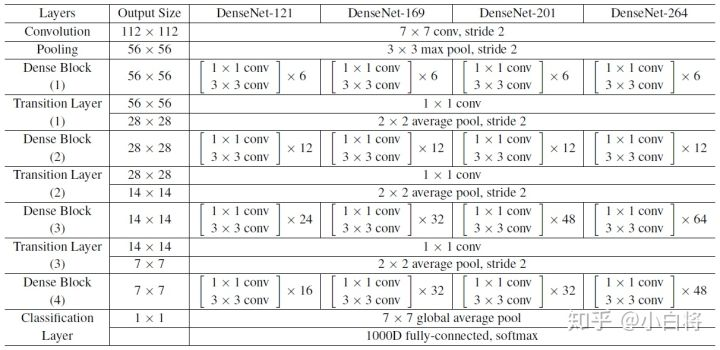 Layers Output Size DenseNet-121 DenseNet-169 DenseNet-201 DenseNet-264
Convolution 112 × 112 7 × 7 conv, stride 2
Pooling 56 × 56 3 × 3 max pool, stride 2
Dense Block (1) 56 × 56 [1 × 1 conv 3 × 3 conv] × 6 [1 × 1 conv 3 × 3 conv] × 6 [1 × 1 conv 3 × 3 conv] × 6 [1 × 1 conv 3 × 3 conv] × 6
Transition Layer (1) 56 × 56 1 × 1 conv
28 × 28 2 × 2 average pool, stride 2
Dense Block (2) 28 × 28 [1 × 1 conv 3 × 3 conv] × 12 [1 × 1 conv 3 × 3 conv] × 12 [1 × 1 conv 3 × 3 conv] × 12 [1 × 1 conv 3 × 3 conv] × 12
Transition Layer (2) 28 × 28 1 × 1 conv
14 × 14 2 × 2 average pool, stride 2
Dense Block (3) 14 × 14 [1 × 1 conv 3 × 3 conv] × 24 [1 × 1 conv 3 × 3 conv] × 32 [1 × 1 conv 3 × 3 conv] × 48 [1 × 1 conv 3 × 3 conv] × 64
Transition Layer (3) 14 × 14 1 × 1 conv
7 × 7 2 × 2 average pool, stride 2
Dense Block (4) 7 × 7 [1 × 1 conv 3 × 3 conv] × 16 [1 × 1 conv 3 × 3 conv] × 32 [1 × 1 conv 3 × 3 conv] × 32 [1 × 1 conv 3 × 3 conv] × 48
Classification Layer 1 × 1 7 × 7 global average pool
1000D fully-connected, softmax
知乎 @小白将